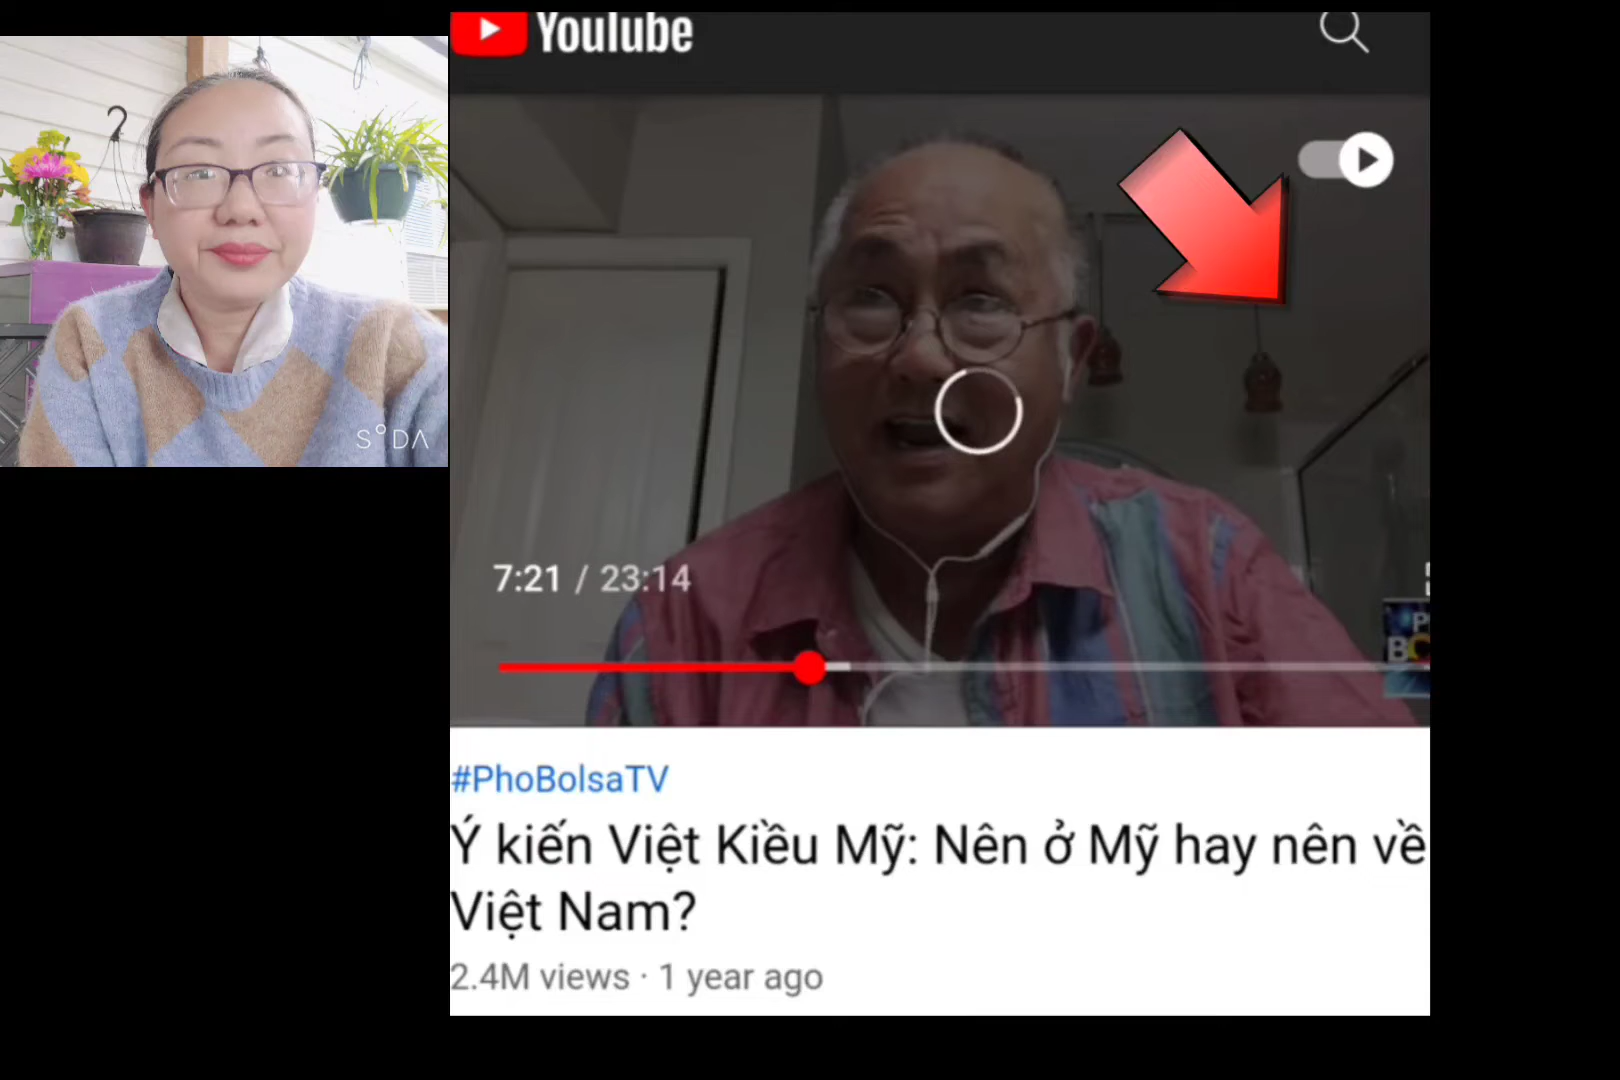 YouTube
SODA
7:21 / 23:14
#PhoBolsaTV
Ý kiến Việt Kiều Mỹ: Nên ở Mỹ hay nên về
Việt Nam?
2.4M views · 1 year ago